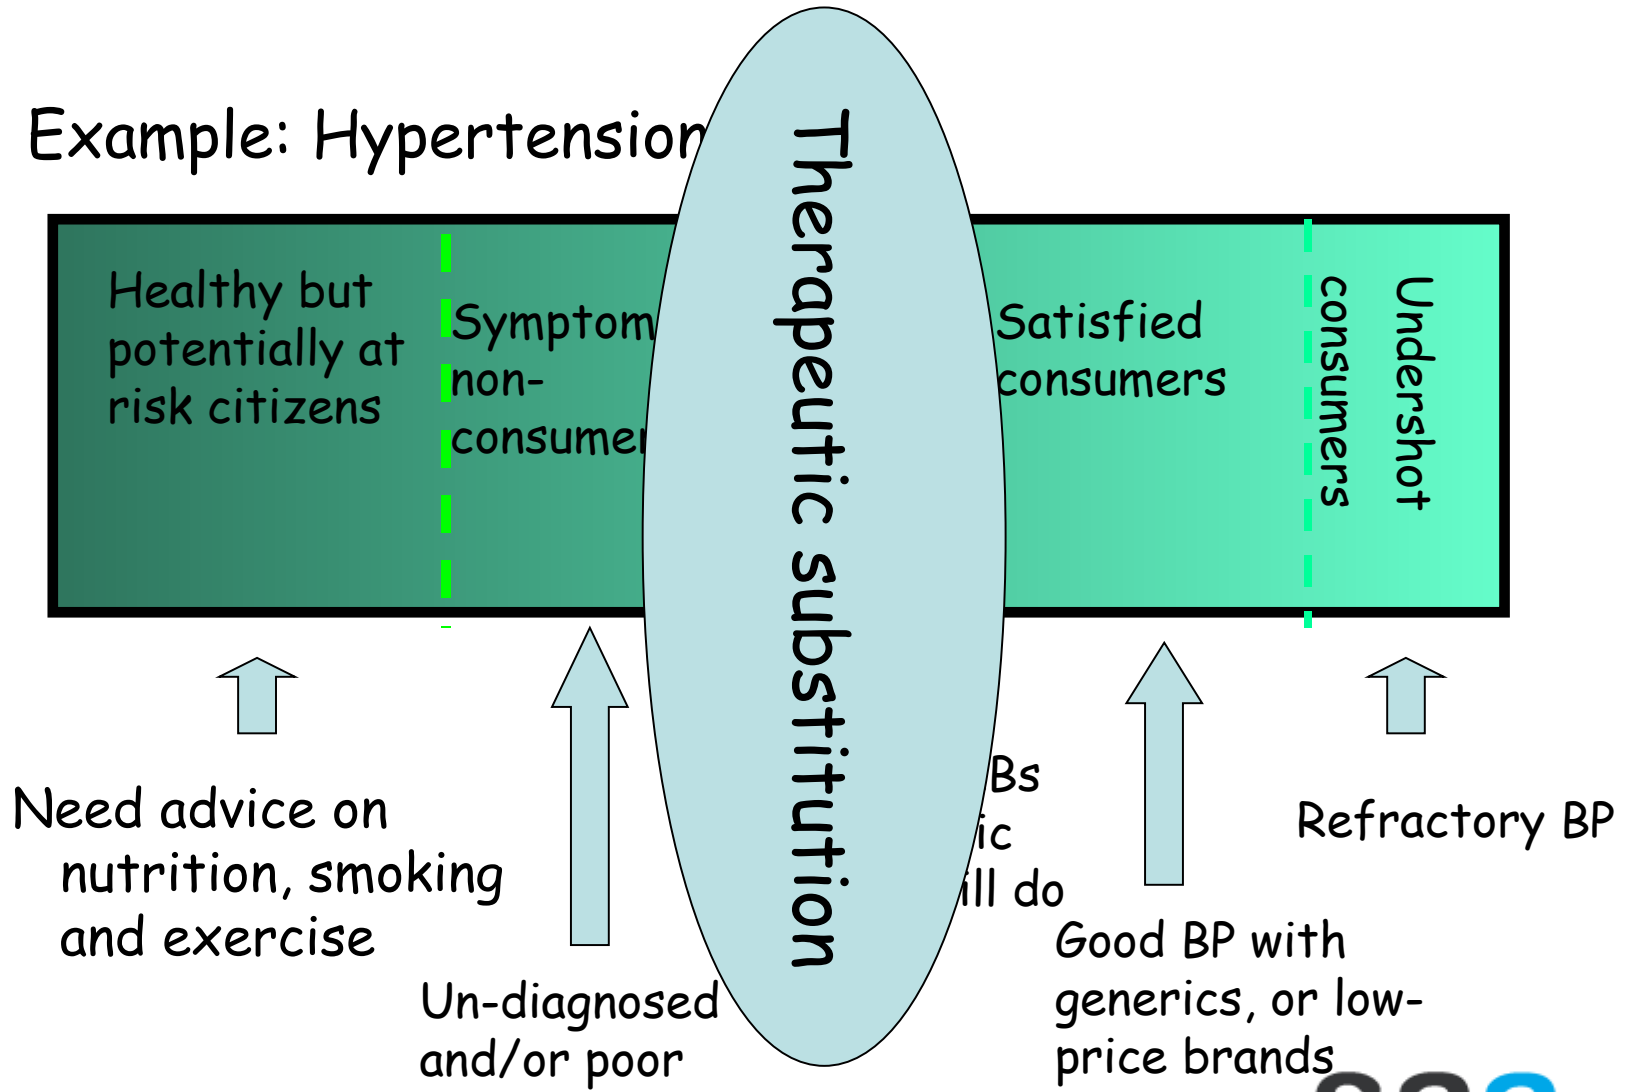 Example: Hypertension
Healthy but
potentially at
risk citizens
Symptom
non-
consumer
Therapeutic substitution
Satisfied
consumers
Undershot
consumers
Need advice on
nutrition, smoking
and exercise
Un-diagnosed
and/or poor
Bs
ic
ill do
Good BP with
generics, or low-
price brands
Refractory BP